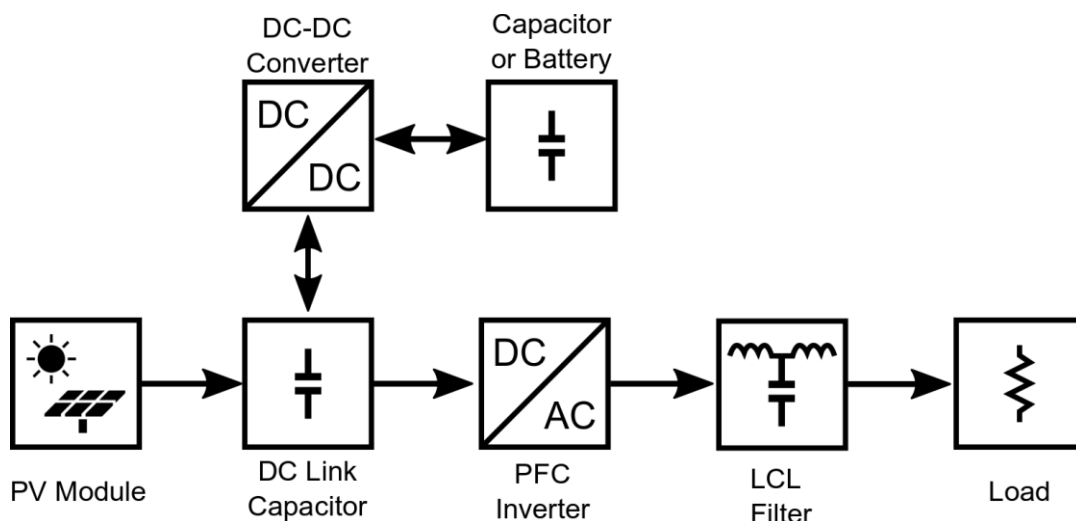 DC-DC
Converter
Capacitor
or Battery
DC
DC
DC
AC
PV Module
DC Link
Capacitor
PFC
Inverter
LCL
Filter
Load